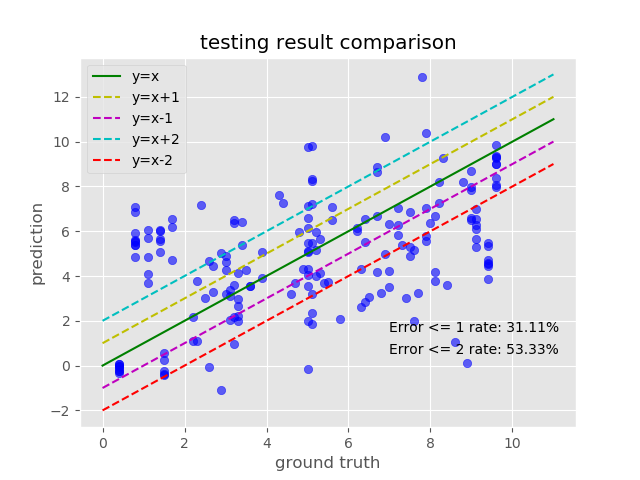 testing result comparison
y=x
y=x+1
y=x-1
y=x+2
y=x-2
12
10
8
6
4
2
0
−2
prediction
Error <= 1 rate: 31.11%
Error <= 2 rate: 53.33%
0 2 4 6 8 10
ground truth